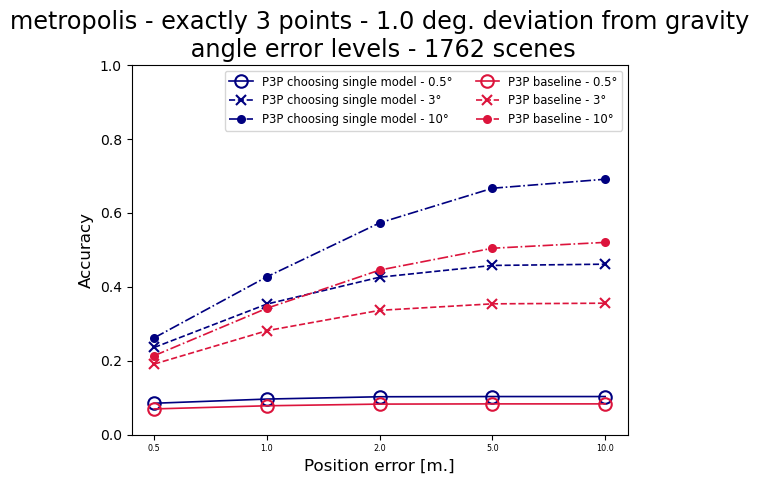 metropolis - exactly 3 points - 1.0 deg. deviation from gravity
angle error levels - 1762 scenes
P3P choosing single model - 0.5°
P3P choosing single model - 3°
P3P choosing single model - 10°
P3P baseline - 0.5°
P3P baseline - 3°
P3P baseline - 10°
Accuracy
1.0
0.8
0.6
0.4
0.2
0.0
0.5 1.0 2.0 5.0 10.0
Position error [m.]